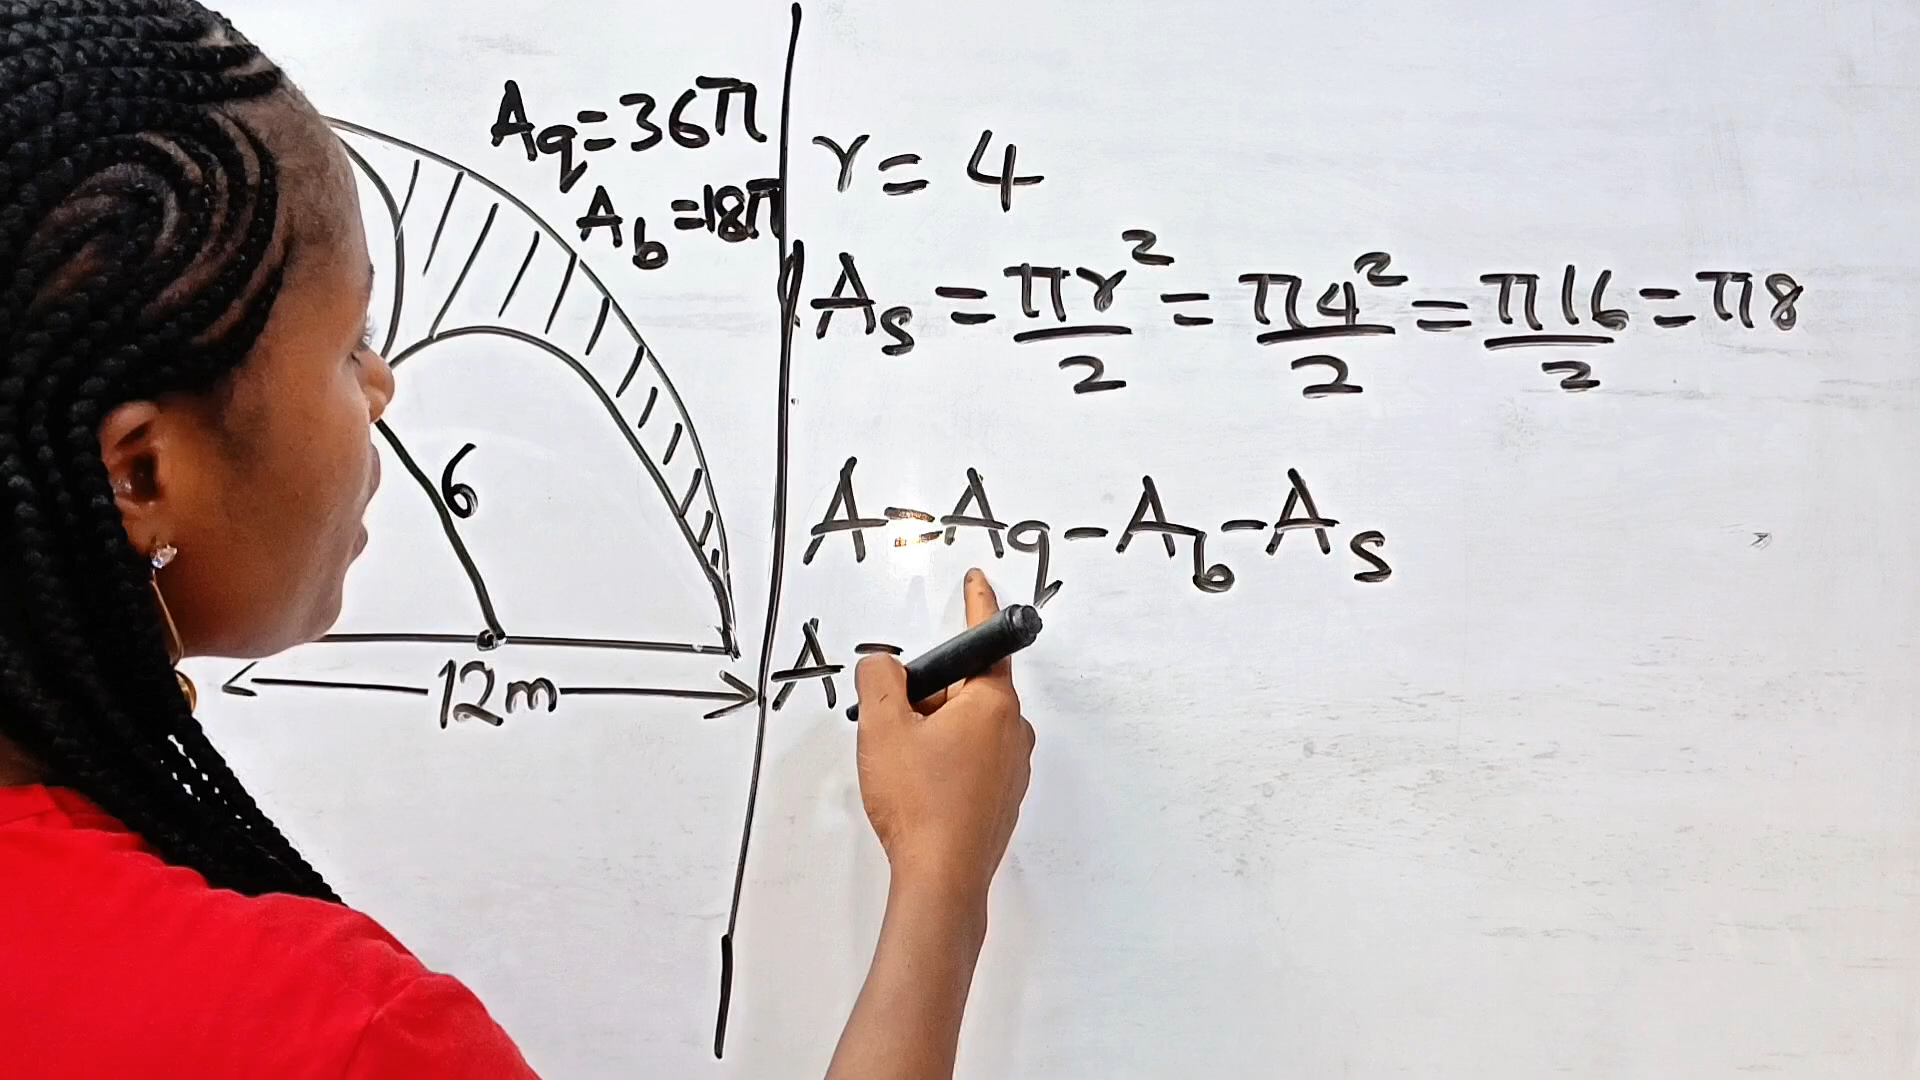 Aq=36π
Ab=18π
6
12m
r= 4
As = πr²/2 = π4²/2 = π16/2 = π8
A=Aq-Ab-As
A=